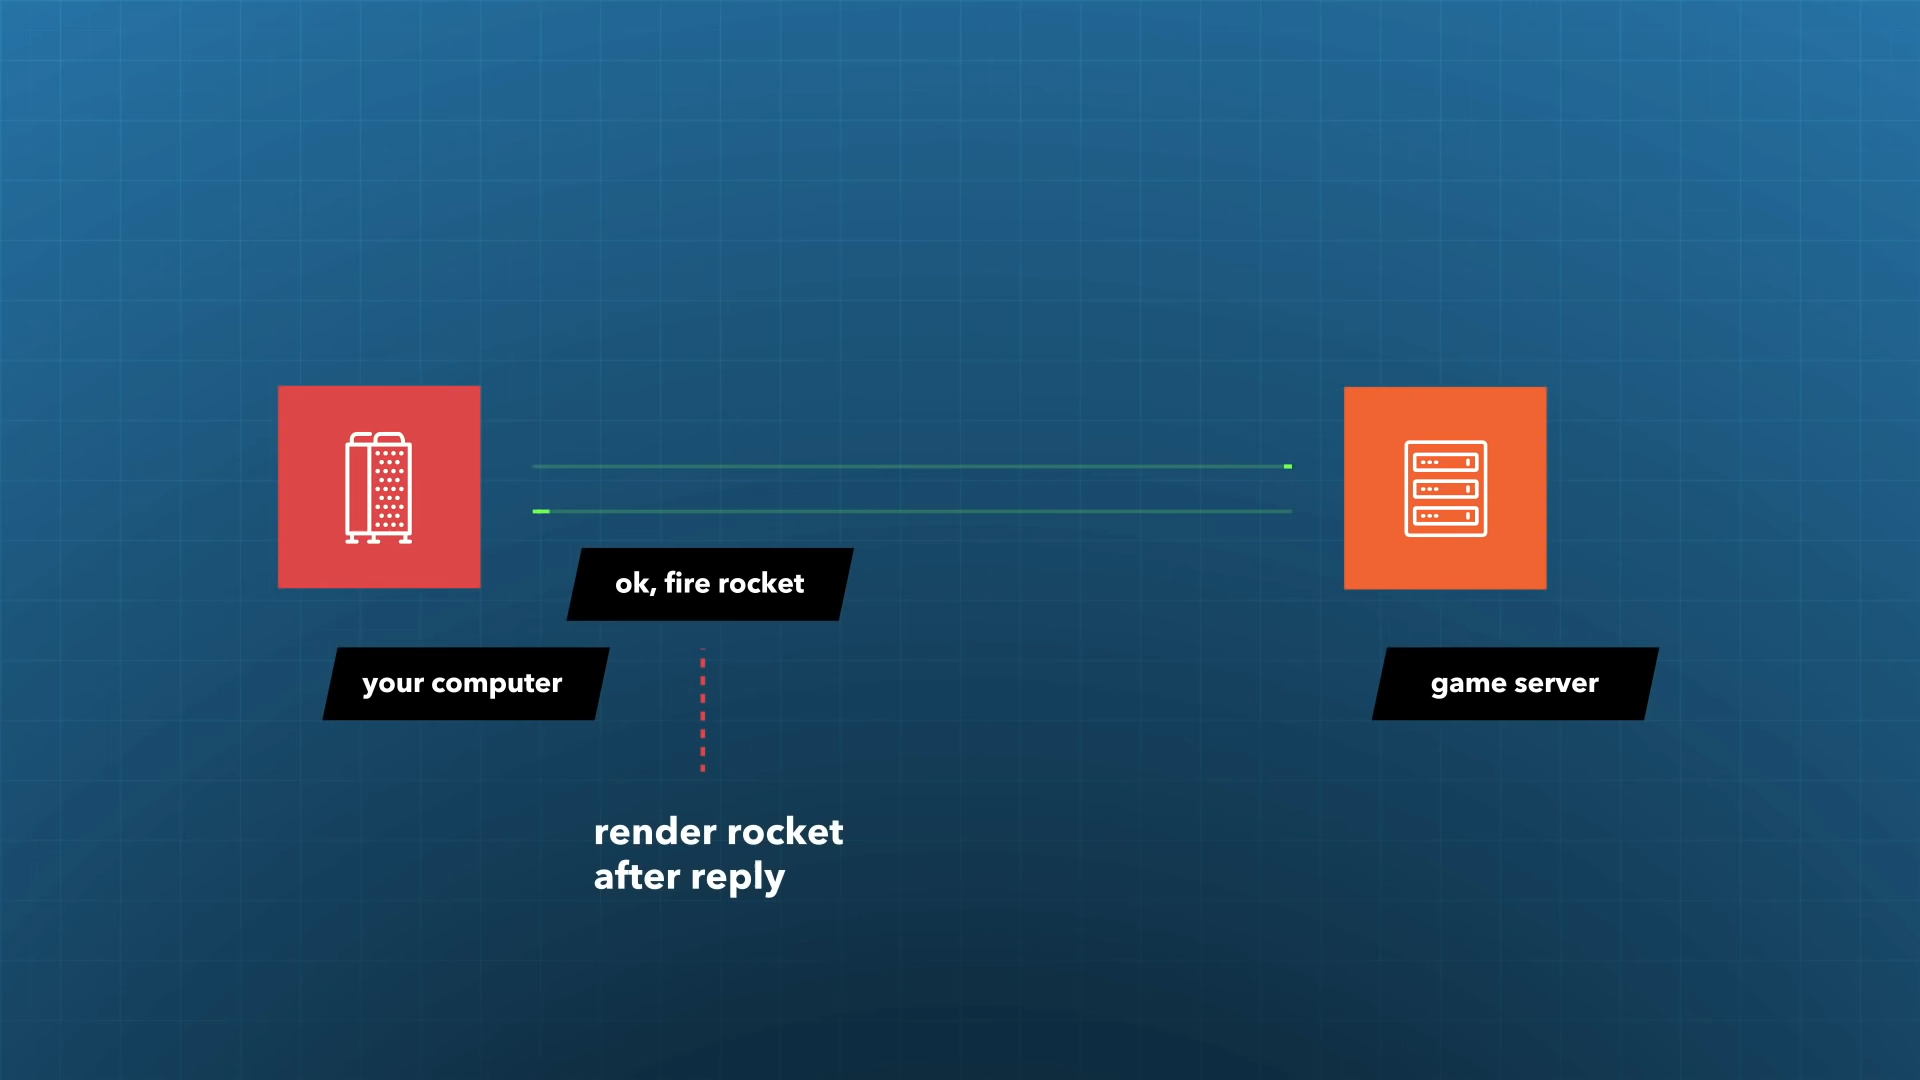 ok, fire rocket
your computer
game server
render rocket
after reply